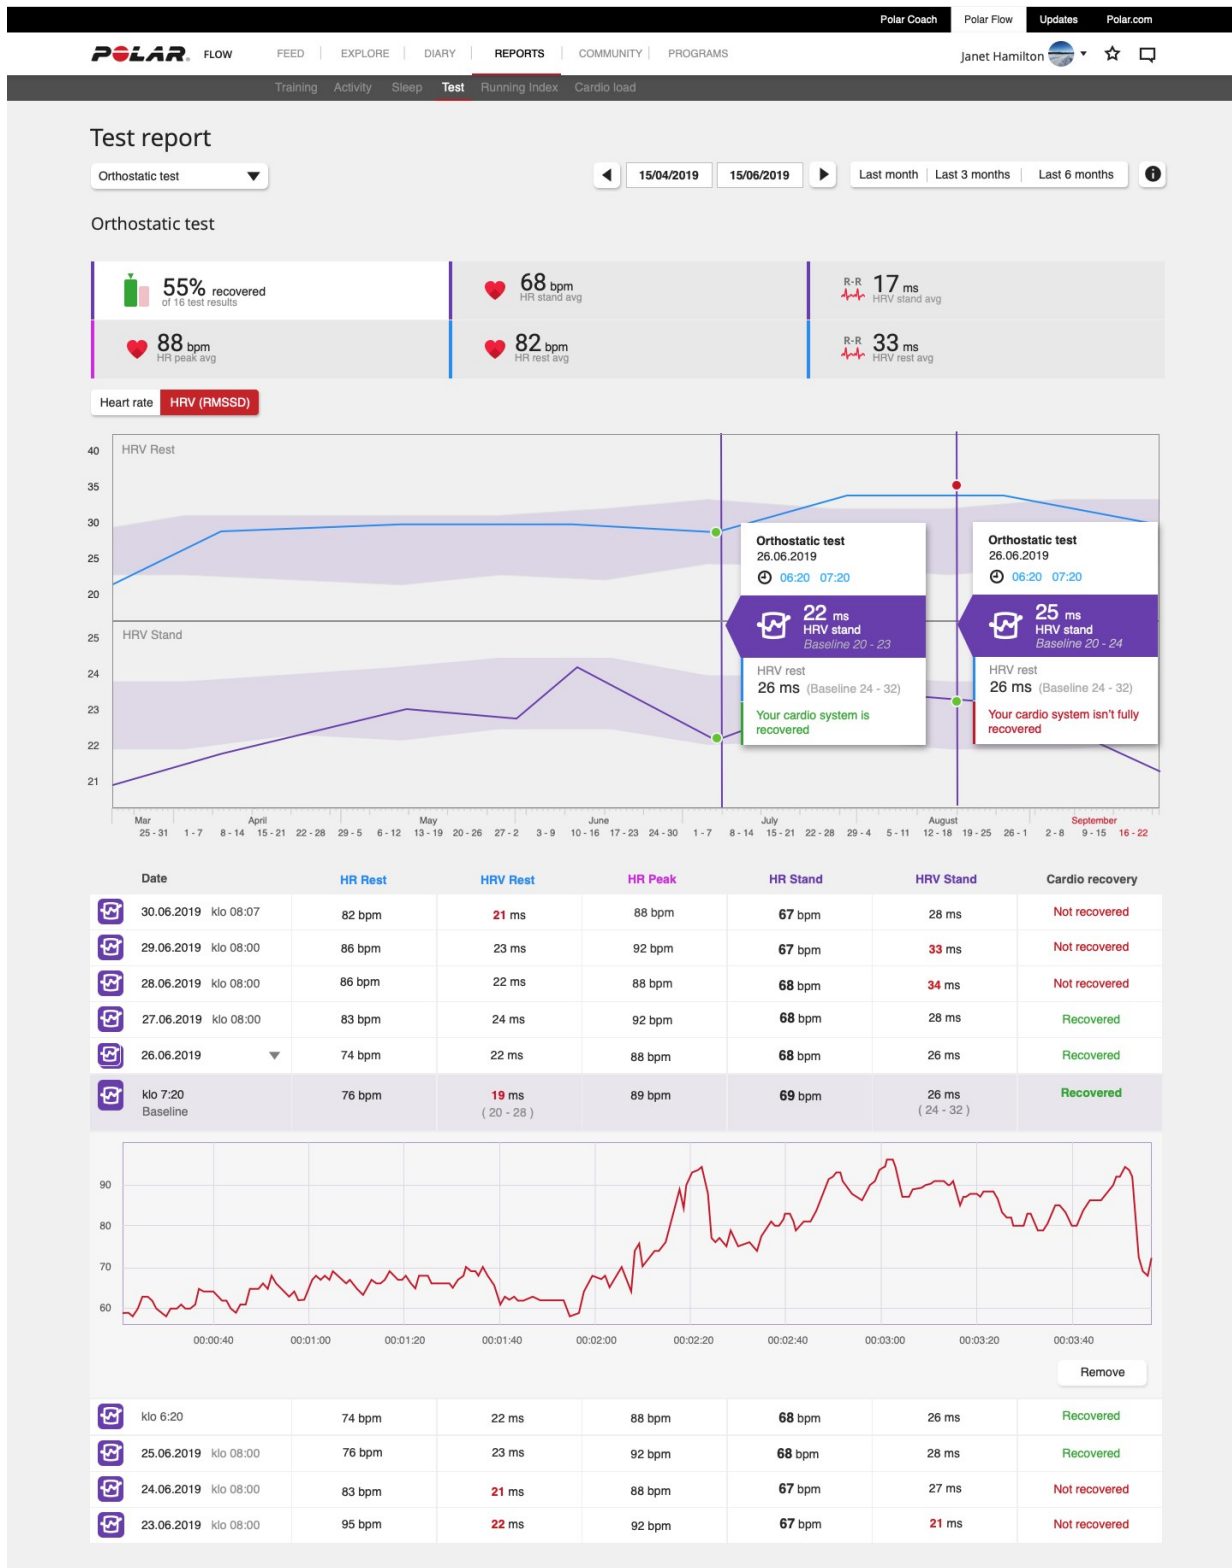 Polar Coach Polar Flow Updates Polar.com
POLAR. FLOW FEED EXPLORE DIARY REPORTS COMMUNITY PROGRAMS Janet Hamilton
Training Activity Sleep Test Running Index Cardio load
Test report
Orthostatic test 15/04/2019 15/06/2019 Last month Last 3 months Last 6 months i
Orthostatic test
55% recovered
of 16 test results
68 bpm
HR stand avg
R-R 17 ms
HRV stand avg
88 bpm
HR peak avg
82 bpm
HR rest avg
R-R 33 ms
HRV rest avg
Heart rate HRV (RMSSD)
HRV Rest
40
35
30
25
20
HRV Stand
25
24
23
22
21
Orthostatic test
26.06.2019
06:20 07:20
22 ms
HRV stand
Baseline 20 - 23
HRV rest
26 ms (Baseline 24 - 32)
Your cardio system is
recovered
Orthostatic test
26.06.2019
06:20 07:20
25 ms
HRV stand
Baseline 20 - 24
HRV rest
26 ms (Baseline 24 - 32)
Your cardio system isn't fully
recovered
Mar April May June July August September
25 - 31 1 - 7 8 - 14 15 - 21 22 - 28 29 - 5 6 - 12 13 - 19 20 - 26 27 - 2 3 - 9 10 - 16 17 - 23 24 - 30 1 - 7 8 - 14 15 - 21 22 - 28 29 - 4 5 - 11 12 - 18 19 - 25 26 - 1 2 - 8 9 - 15 16 - 22
Date HR Rest HRV Rest HR Peak HR Stand HRV Stand Cardio recovery
30.06.2019 klo 08:07 82 bpm 21 ms 88 bpm 67 bpm 28 ms Not recovered
29.06.2019 klo 08:00 86 bpm 23 ms 92 bpm 67 bpm 33 ms Not recovered
28.06.2019 klo 08:00 86 bpm 22 ms 88 bpm 68 bpm 34 ms Not recovered
27.06.2019 klo 08:00 83 bpm 24 ms 92 bpm 68 bpm 28 ms Recovered
26.06.2019 74 bpm 22 ms 88 bpm 68 bpm 26 ms Recovered
klo 7:20 76 bpm 19 ms 89 bpm 69 bpm 26 ms Recovered
Baseline ( 20 - 28 ) ( 24 - 32 )
90
80
70
60
00:00:40 00:01:00 00:01:20 00:01:40 00:02:00 00:02:20 00:02:40 00:03:00 00:03:20 00:03:40
Remove
klo 6:20 74 bpm 22 ms 88 bpm 68 bpm 26 ms Recovered
25.06.2019 klo 08:00 76 bpm 23 ms 92 bpm 68 bpm 28 ms Recovered
24.06.2019 klo 08:00 83 bpm 21 ms 88 bpm 67 bpm 27 ms Not recovered
23.06.2019 klo 08:00 95 bpm 22 ms 92 bpm 67 bpm 21 ms Not recovered